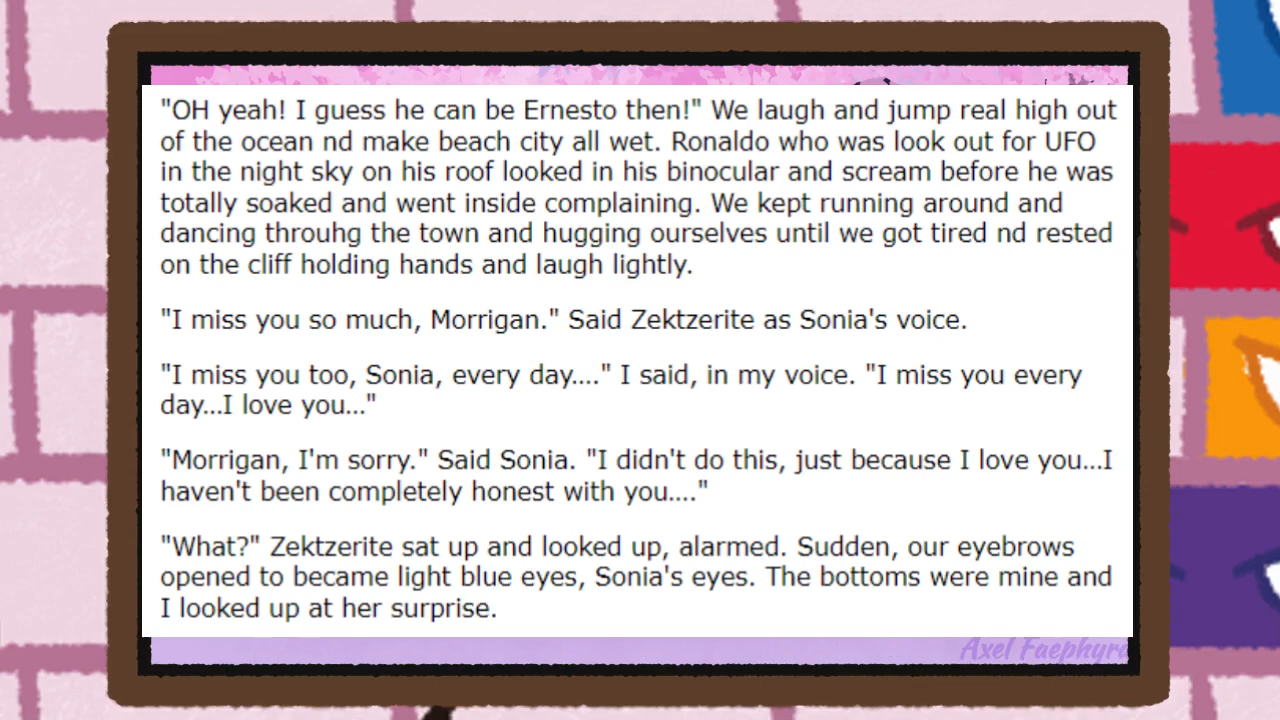 "OH yeah! I guess he can be Ernesto then!" We laugh and jump real high out
of the ocean nd make beach city all wet. Ronaldo who was look out for UFO
in the night sky on his roof looked in his binocular and scream before he was
totally soaked and went inside complaining. We kept running around and
dancing throuhg the town and hugging ourselves until we got tired nd rested
on the cliff holding hands and laugh lightly.
"I miss you so much, Morrigan." Said Zektzerite as Sonia's voice.
"I miss you too, Sonia, every day...." I said, in my voice. "I miss you every
day...I love you..."
"Morrigan, I'm sorry." Said Sonia. "I didn't do this, just because I love you...I
haven't been completely honest with you...."
"What?" Zektzerite sat up and looked up, alarmed. Sudden, our eyebrows
opened to became light blue eyes, Sonia's eyes. The bottoms were mine and
I looked up at her surprise.
Axel Faephyra